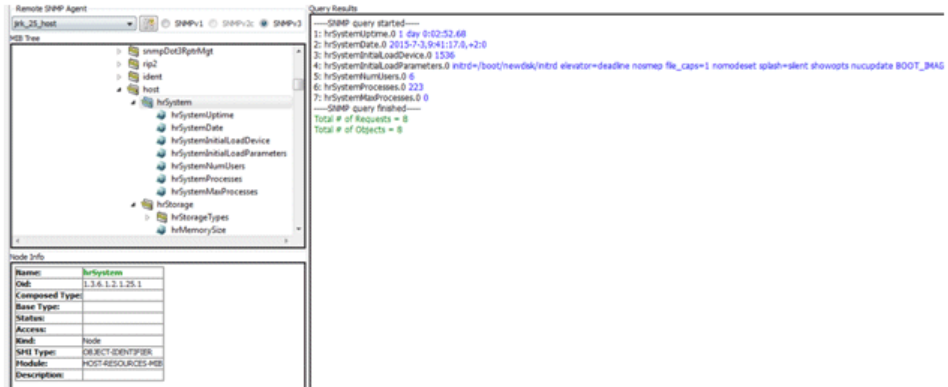 Remote SNMP Agent
jrk_25_host
SNMPv1
SNMPv2c
SNMPv3
MIB Tree
snmpDot3RptrMgt
rip2
ident
host
hrSystem
hrSystemUptime
hrSystemDate
hrSystemInitialLoadDevice
hrSystemInitialLoadParameters
hrSystemNumUsers
hrSystemProcesses
hrSystemMaxProcesses
hrStorage
hrStorageTypes
hrMemorySize
Node Info
Name: hrSystem
Oid: 1.3.6.1.2.1.25.1
Composed Type:
Base Type:
Status:
Access:
Kind: Node
SMI Type: OBJECT-IDENTIFIER
Module: HOST-RESOURCES-MIB
Description:
Query Results
-----SNMP query started-----
1: hrSystemUptime.0 1 day 0:02:52.68
2: hrSystemDate.0 2015-7-3,9:41:17.0,+2:0
3: hrSystemInitialLoadDevice.0 1536
4: hrSystemInitialLoadParameters.0 initrd=/boot/newdisk/initrd elevator=deadline nosmep file_caps=1 nomodeset splash=silent showopts nucupdate BOOT_IMAG
5: hrSystemNumUsers.0 6
6: hrSystemProcesses.0 223
7: hrSystemMaxProcesses.0 0
-----SNMP query finished-----
Total # of Requests = 8
Total # of Objects = 8